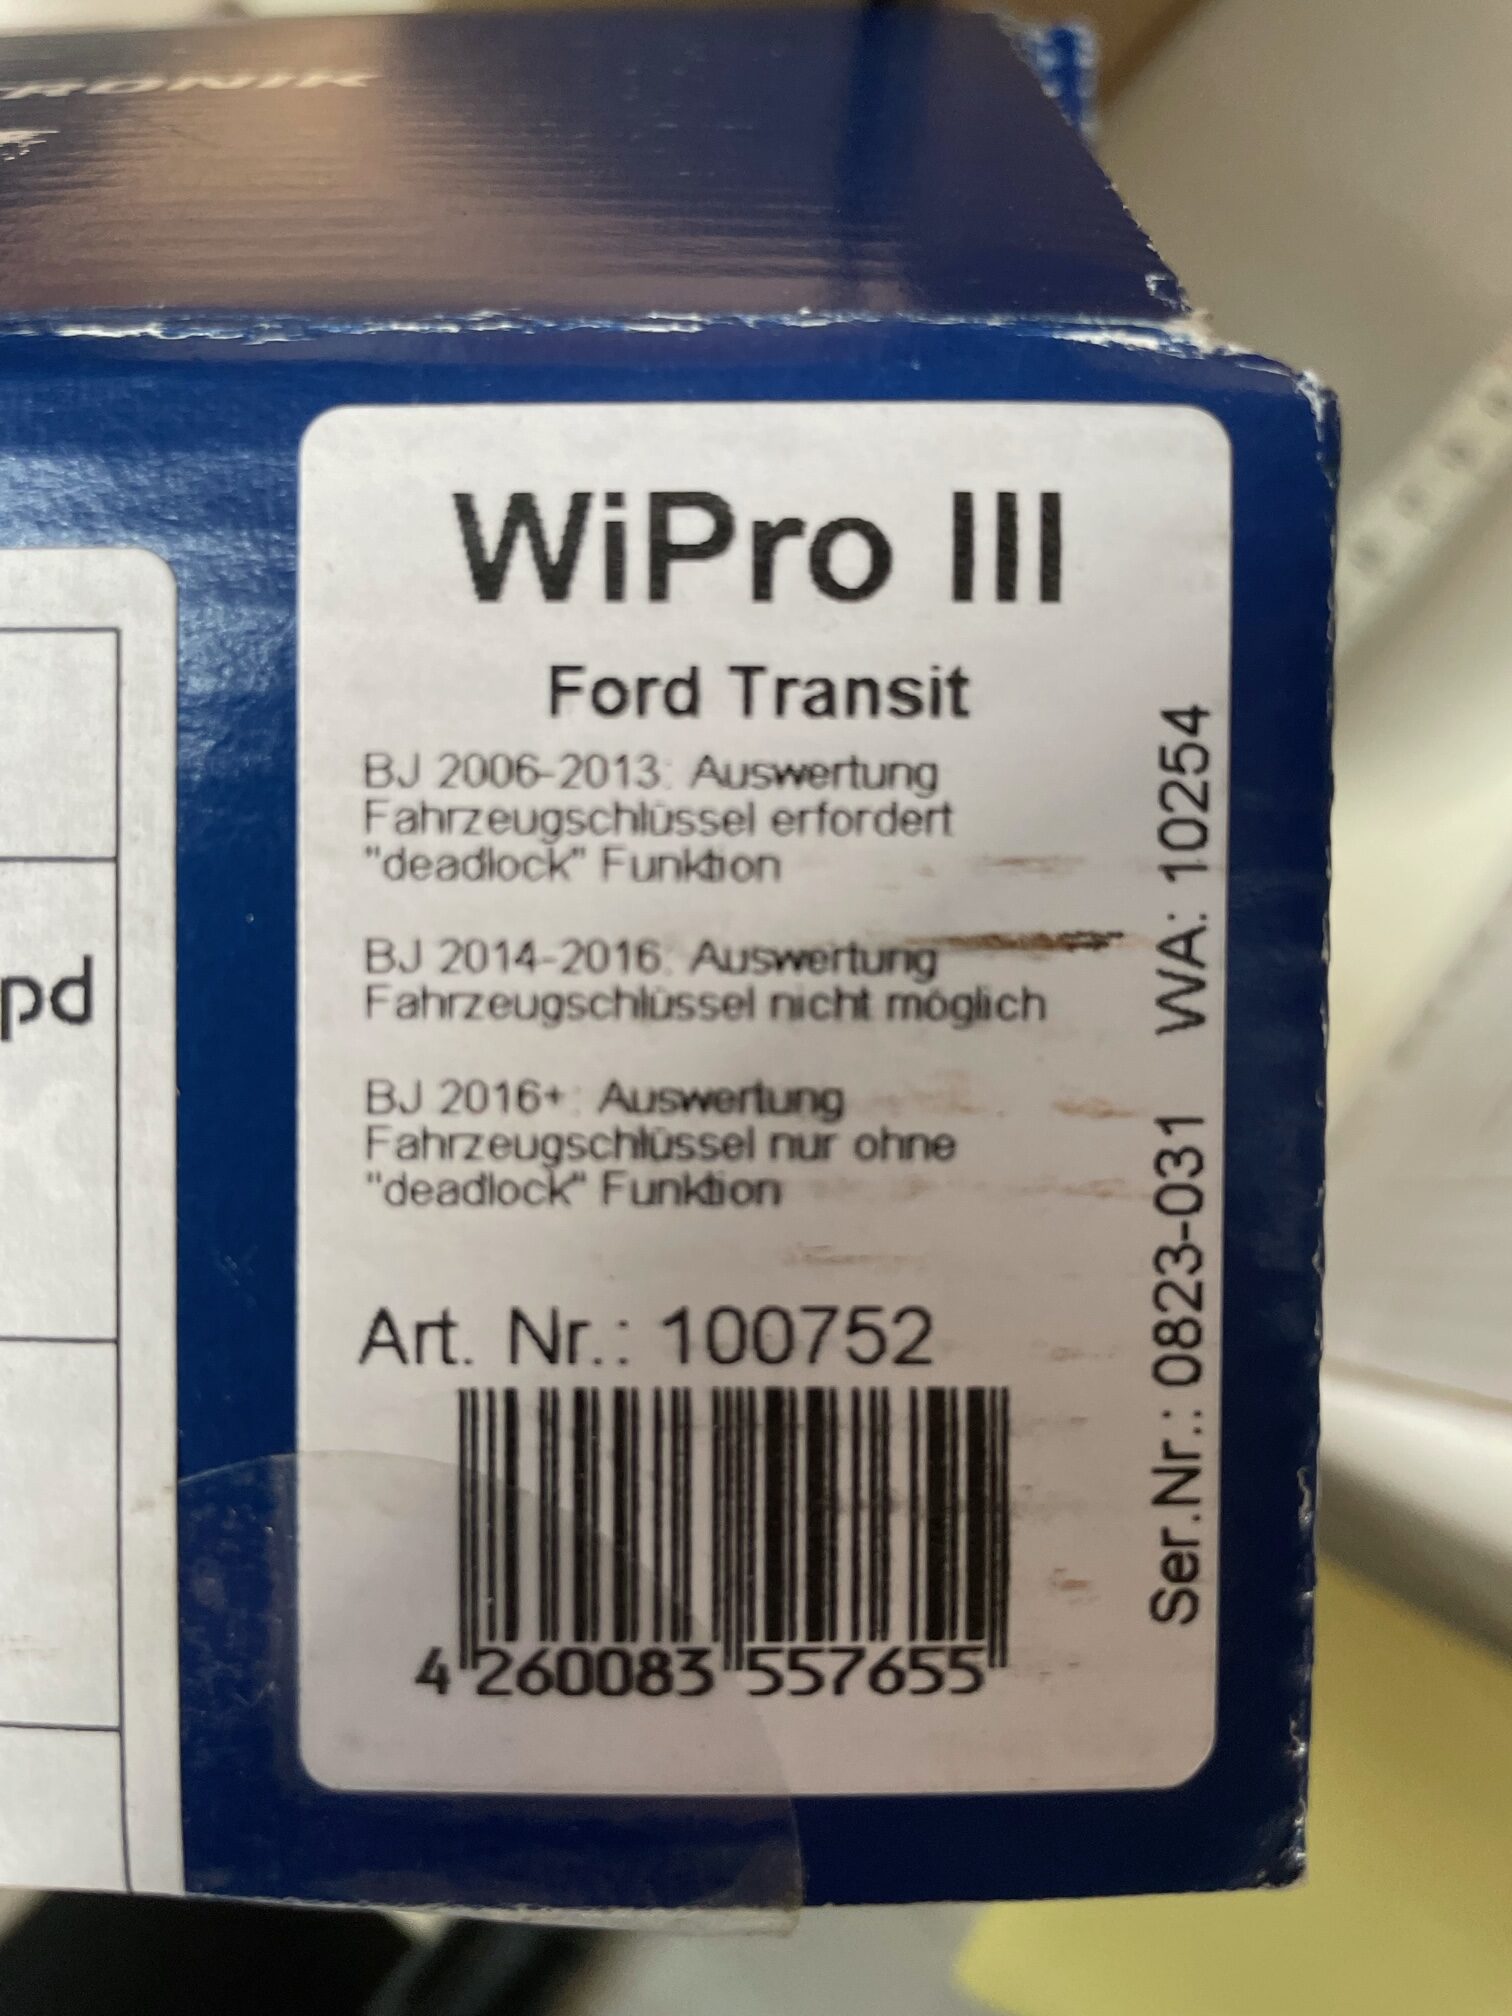 WiPro III
Ford Transit
BJ 2006-2013: Auswertung
Fahrzeugschlüssel erfordert
"deadlock" Funktion
BJ 2014-2016: Auswertung
Fahrzeugschlüssel nicht möglich
BJ 2016+: Auswertung
Fahrzeugschlüssel nur ohne
"deadlock" Funktion
Art. Nr.: 100752
4 260083 557655
Ser.Nr.: 0823-031 WA: 10254